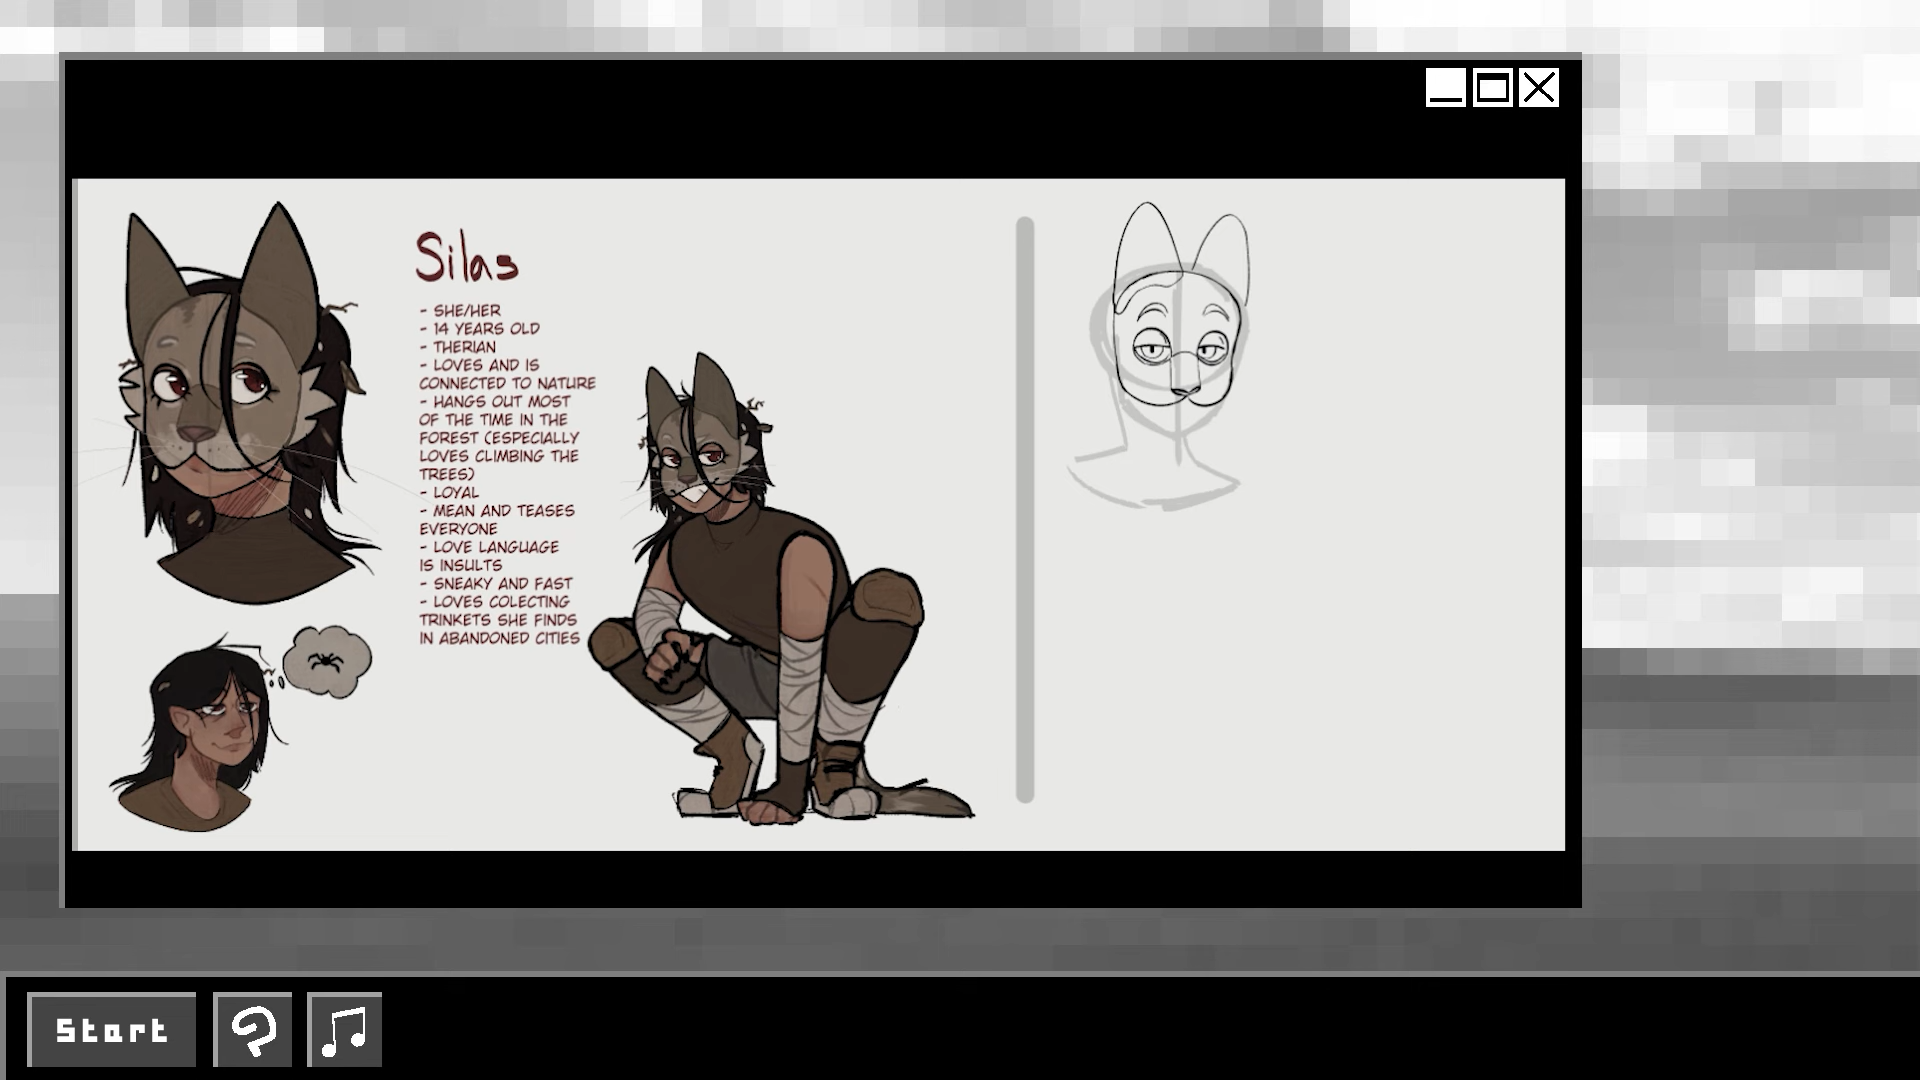 Silas
- SHE/HER
- 14 YEARS OLD
- THERIAN
- LOVES AND IS
CONNECTED TO NATURE
- HANGS OUT MOST
OF THE TIME IN THE
FOREST (ESPECIALLY
LOVES CLIMBING THE
TREES)
- LOYAL
- MEAN AND TEASES
EVERYONE
- LOVE LANGUAGE
IS INSULTS
- SNEAKY AND FAST
- LOVES COLECTING
TRINKETS SHE FINDS
IN ABANDONED CITIES
Start